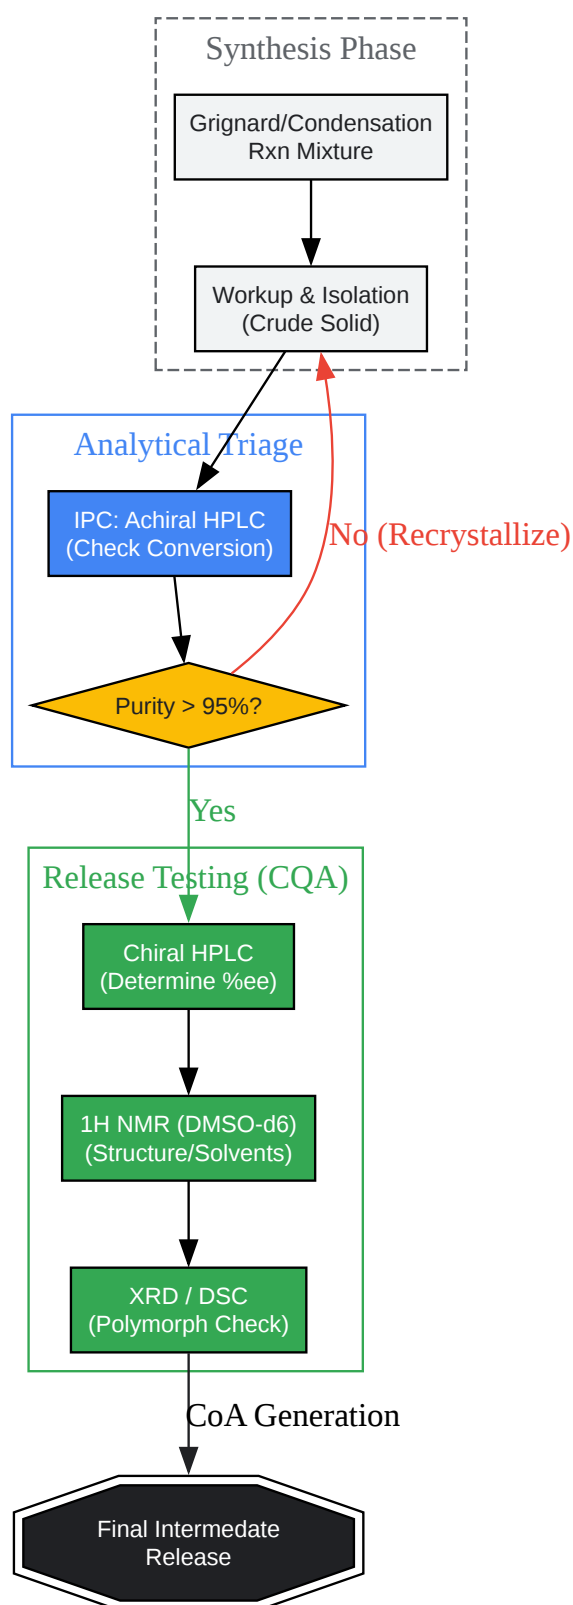 Synthesis Phase
Grignard/Condensation
Rxn Mixture
Workup & Isolation
(Crude Solid)
Analytical Triage
IPC: Achiral HPLC
(Check Conversion)
No (Recrystallize)
Purity > 95%?
Yes
Release Testing (CQA)
Chiral HPLC
(Determine %ee)
1H NMR (DMSO-d6)
(Structure/Solvents)
XRD / DSC
(Polymorph Check)
CoA Generation
Final Intermedate
Release